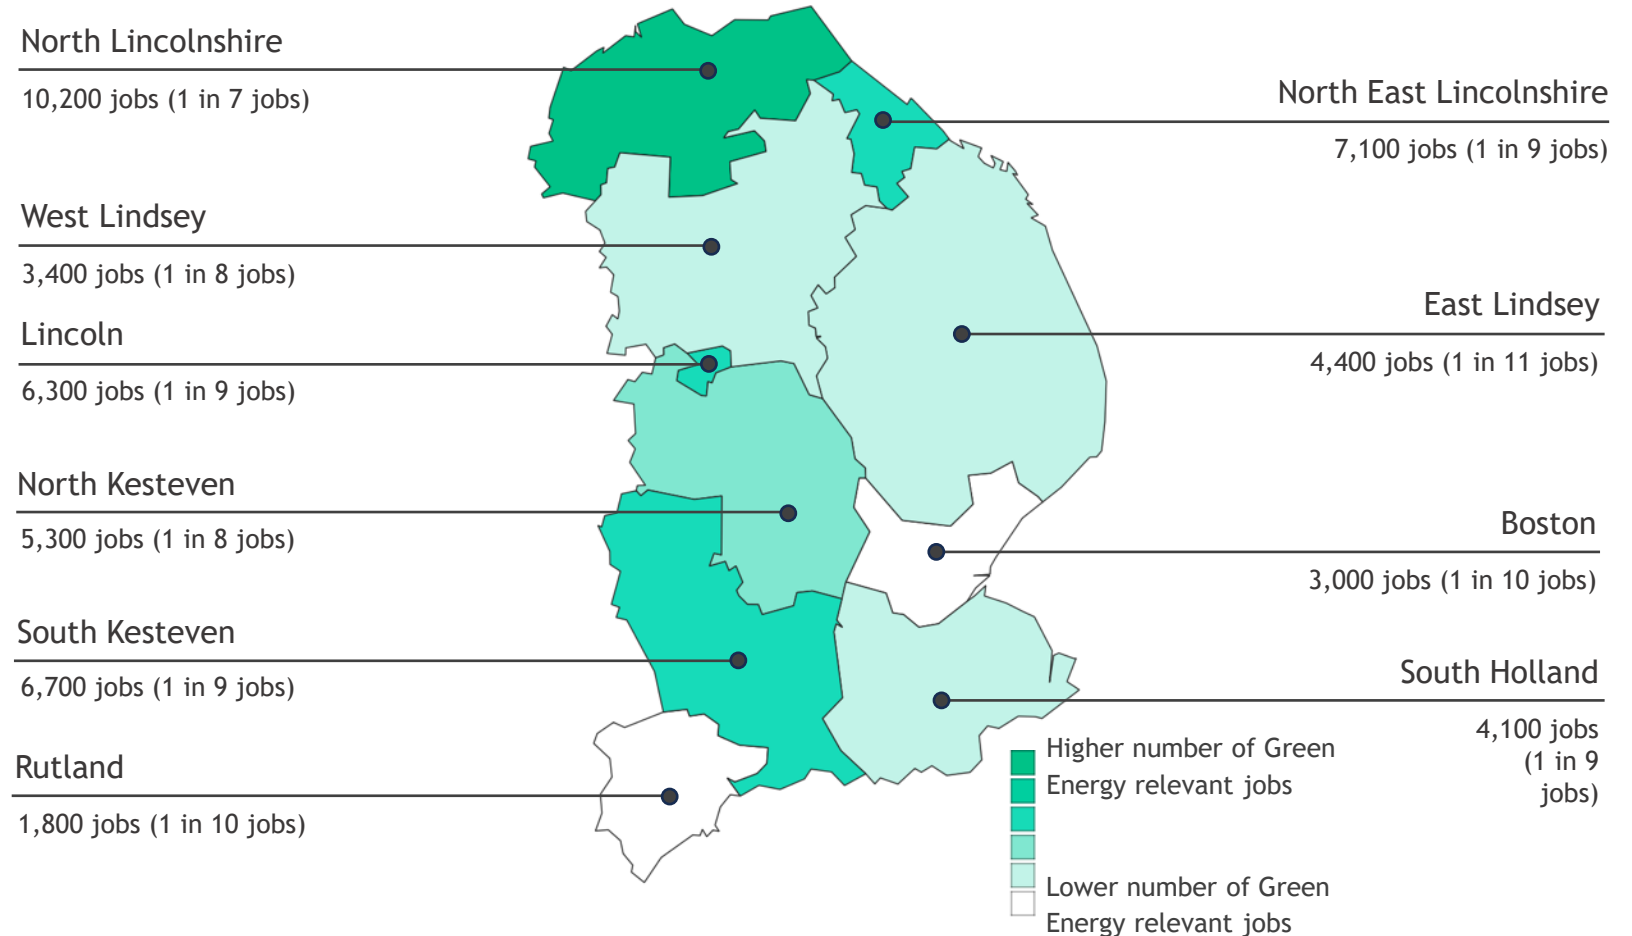 North Lincolnshire
10,200 jobs (1 in 7 jobs)
North East Lincolnshire
7,100 jobs (1 in 9 jobs)
West Lindsey
3,400 jobs (1 in 8 jobs)
East Lindsey
4,400 jobs (1 in 11 jobs)
Lincoln
6,300 jobs (1 in 9 jobs)
North Kesteven
5,300 jobs (1 in 8 jobs)
Boston
3,000 jobs (1 in 10 jobs)
South Kesteven
6,700 jobs (1 in 9 jobs)
South Holland
4,100 jobs
(1 in 9
jobs)
Rutland
1,800 jobs (1 in 10 jobs)
Higher number of Green
Energy relevant jobs
Lower number of Green
Energy relevant jobs